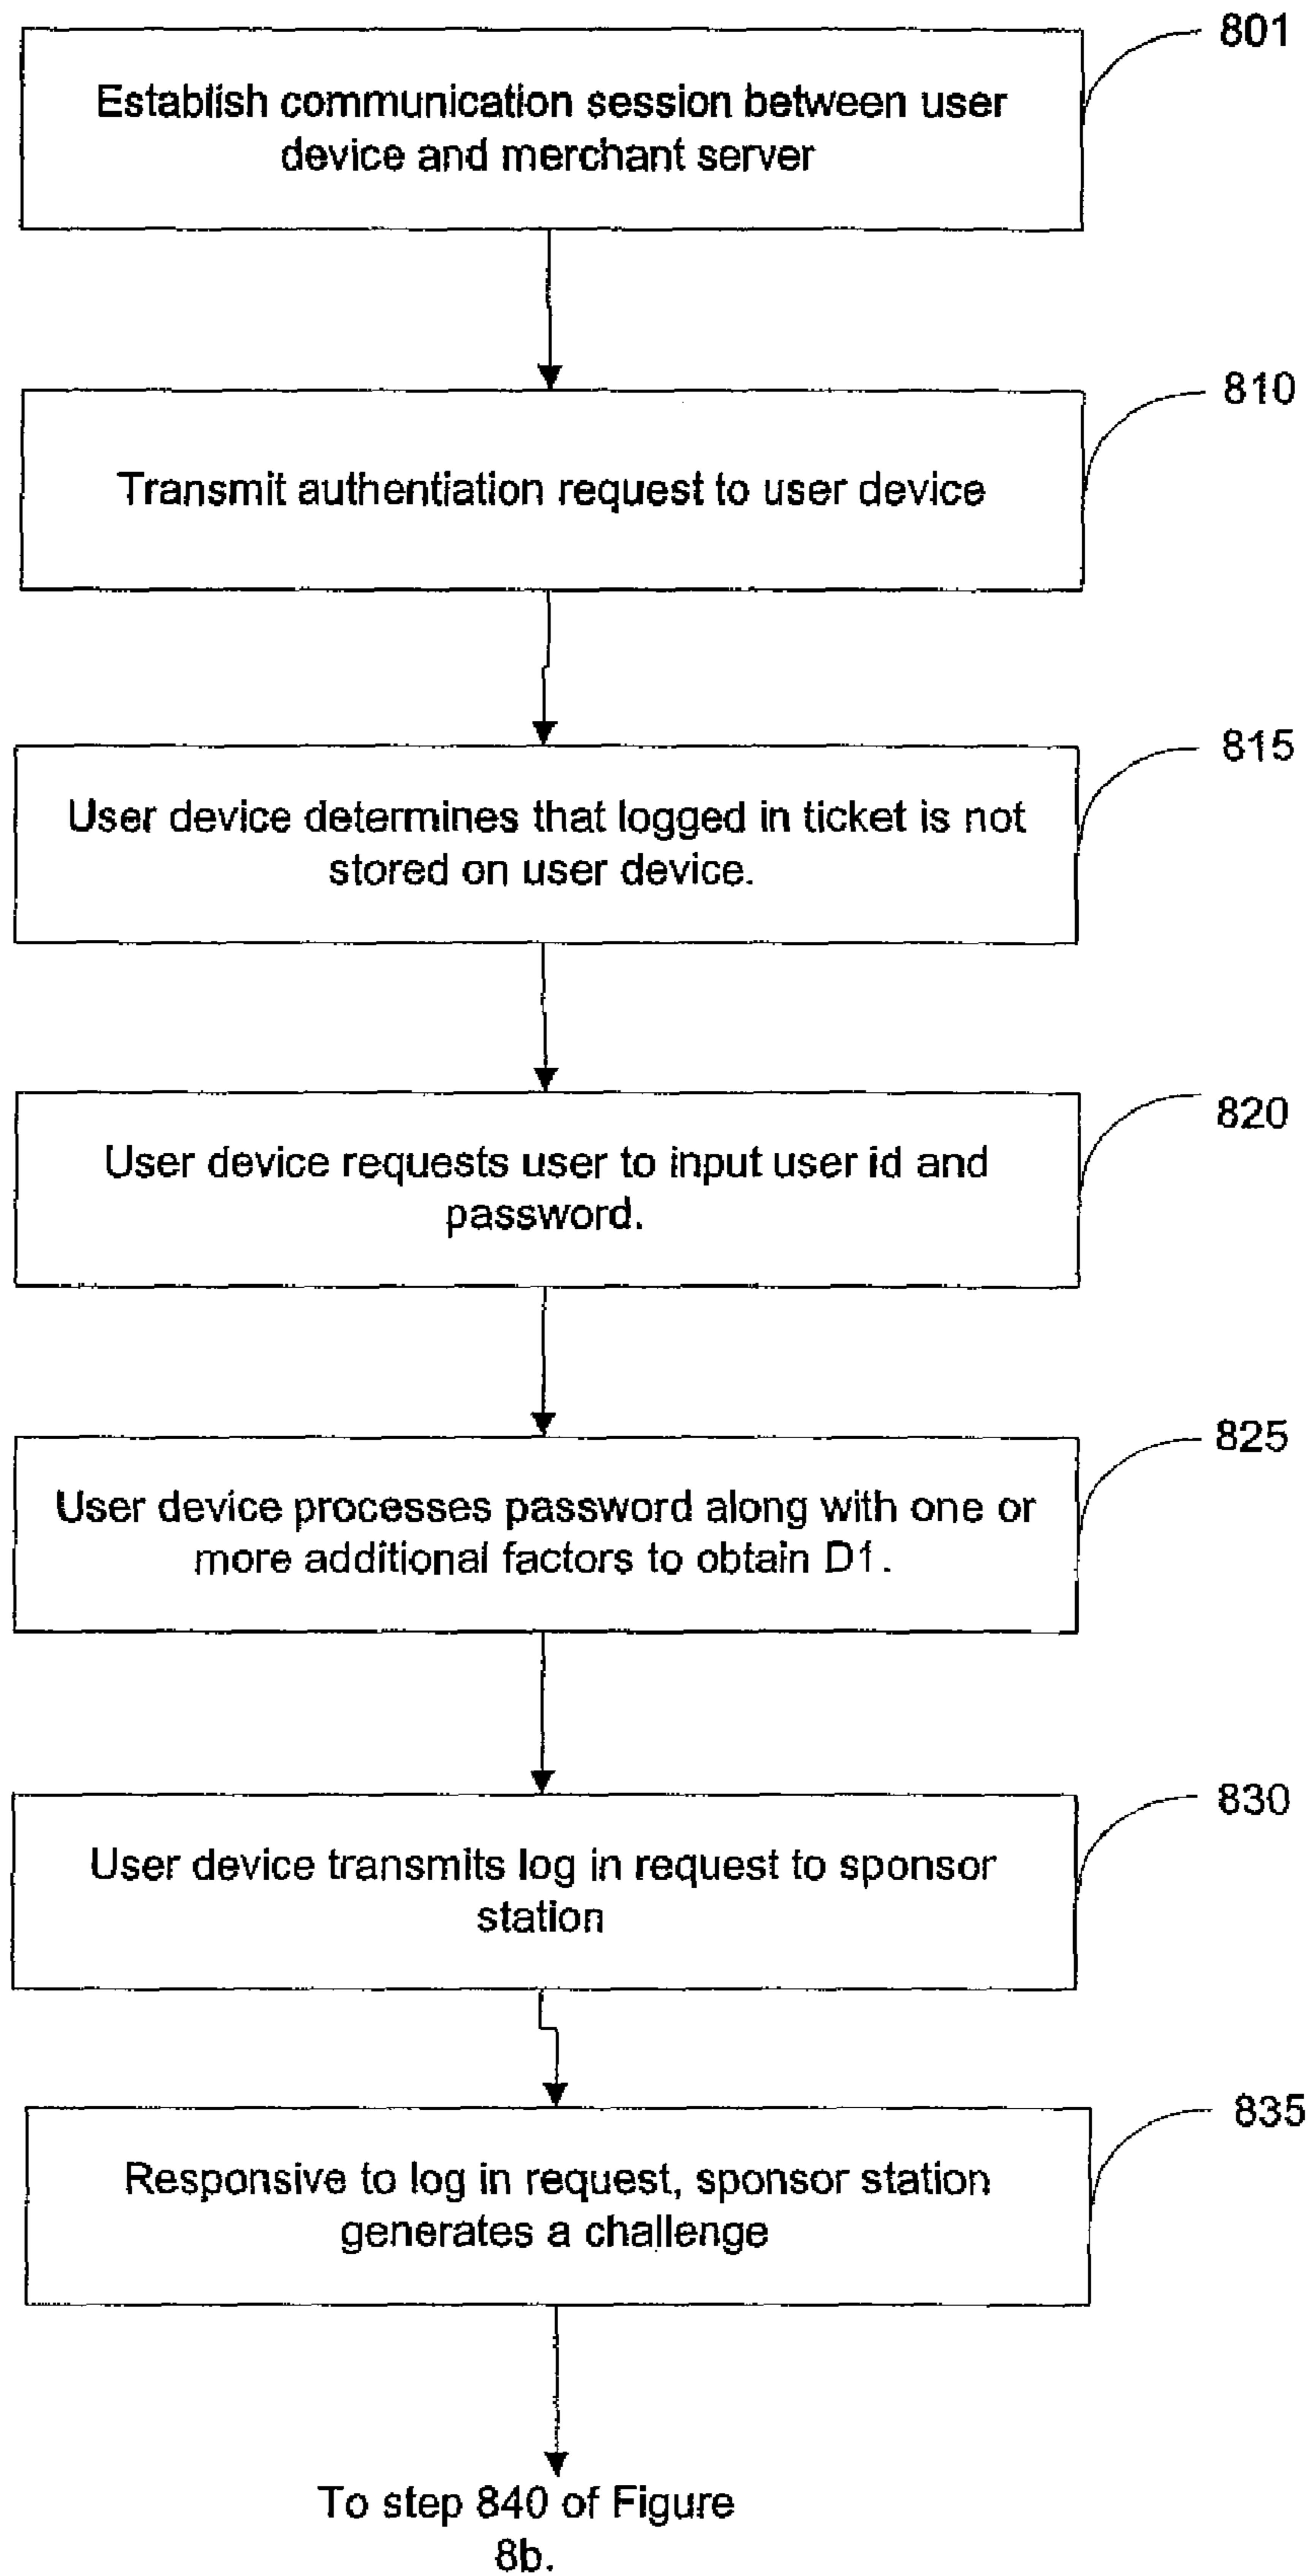 801
Establish communication session between user
device and merchant server
810
Transmit authentiation request to user device
815
User device determines that logged in ticket is not
stored on user device.
820
User device requests user to input user id and
password.
825
User device processes password along with one or
more additional factors to obtain D1.
830
User device transmits log in request to sponsor
station
835
Responsive to log in request, sponsor station
generates a challenge
To step 840 of Figure
8b.